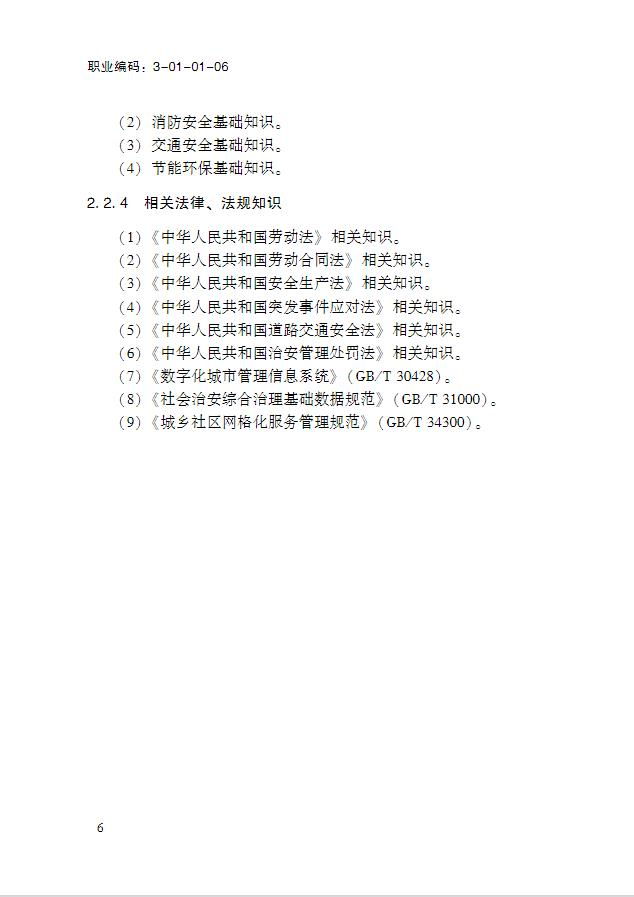 职业编码：3-01-01-06
（2）消防安全基础知识。
（3）交通安全基础知识。
（4）节能环保基础知识。
2.2.4 相关法律、法规知识
（1）《中华人民共和国劳动法》相关知识。
（2）《中华人民共和国劳动合同法》相关知识。
（3）《中华人民共和国安全生产法》相关知识。
（4）《中华人民共和国突发事件应对法》相关知识。
（5）《中华人民共和国道路交通安全法》相关知识。
（6）《中华人民共和国治安管理处罚法》相关知识。
（7）《数字化城市管理信息系统》（GB/T 30428）。
（8）《社会治安综合治理基础数据规范》（GB/T 31000）。
（9）《城乡社区网格化服务管理规范》（GB/T 34300）。
6